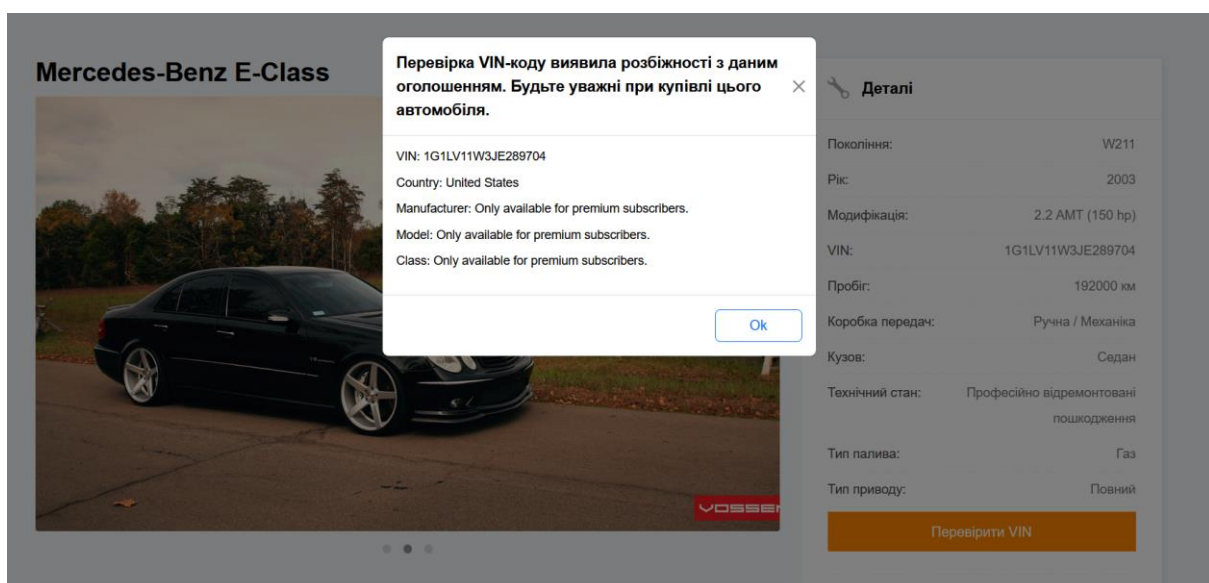 Mercedes-Benz E-Class
Перевірка VIN-коду виявила розбіжності з даним
оголошенням. Будьте уважні при купівлі цього
автомобіля.
VIN: 1G1LV11W3JE289704
Country: United States
Manufacturer: Only available for premium subscribers.
Model: Only available for premium subscribers.
Class: Only available for premium subscribers.
Ok
VOSSEN
Деталі
Покоління: W211
Рік: 2003
Модифікація: 2.2 AMT (150 hp)
VIN: 1G1LV11W3JE289704
Пробіг: 192000 км
Коробка передач: Ручна / Механіка
Кузов: Седан
Технічний стан: Професійно відремонтовані
пошкодження
Тип палива: Газ
Тип приводу: Повний
Перевірити VIN